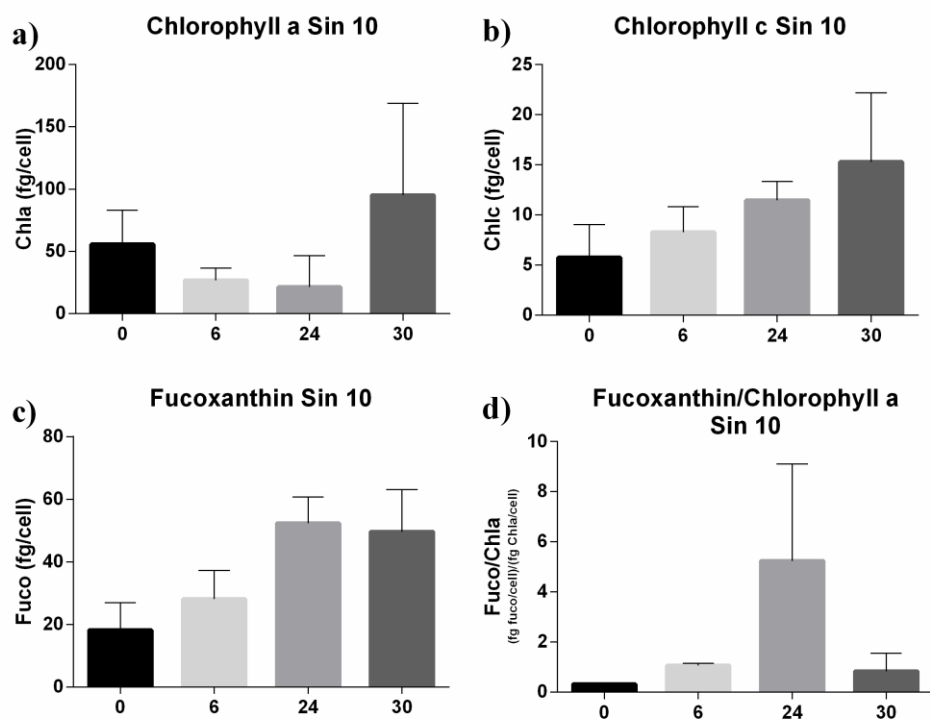 a)
Chlorophyll a Sin 10
Chla (fg/cell)
200
150
100
50
0
0 6 24 30
b)
Chlorophyll c Sin 10
Chlc (fg/cell)
25
20
15
10
5
0
0 6 24 30
c)
Fucoxanthin Sin 10
Fuco (fg/cell)
80
60
40
20
0
0 6 24 30
d)
Fucoxanthin/Chlorophyll a
Sin 10
Fuco/Chla
(fg fuco/cell)/(fg Chla/cell)
10
8
6
4
2
0
0 6 24 30